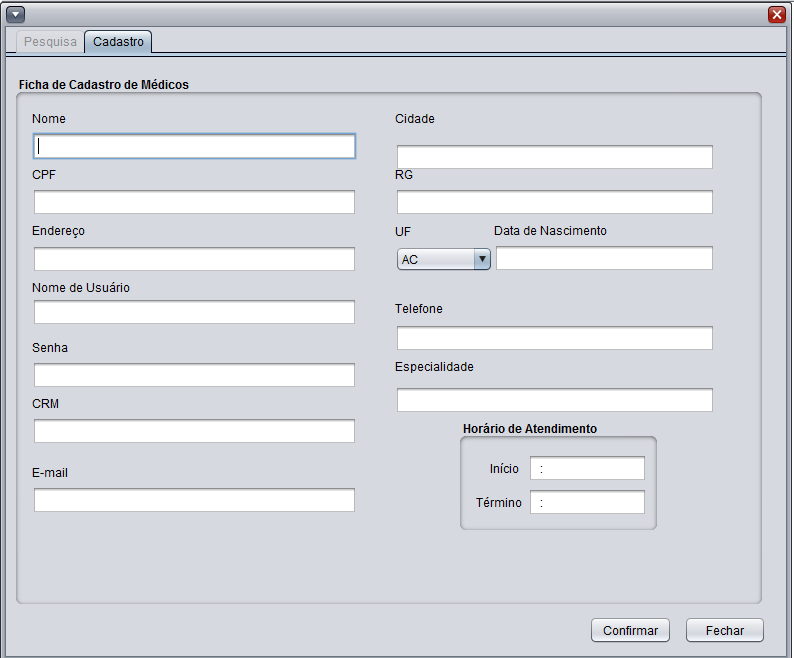 Pesquisa Cadastro
Ficha de Cadastro de Médicos
Nome
CPF
Endereço
Nome de Usuário
Senha
CRM
E-mail
Cidade
RG
UF Data de Nascimento
AC
Telefone
Especialidade
Horário de Atendimento
Início :
Término :
Confirmar Fechar